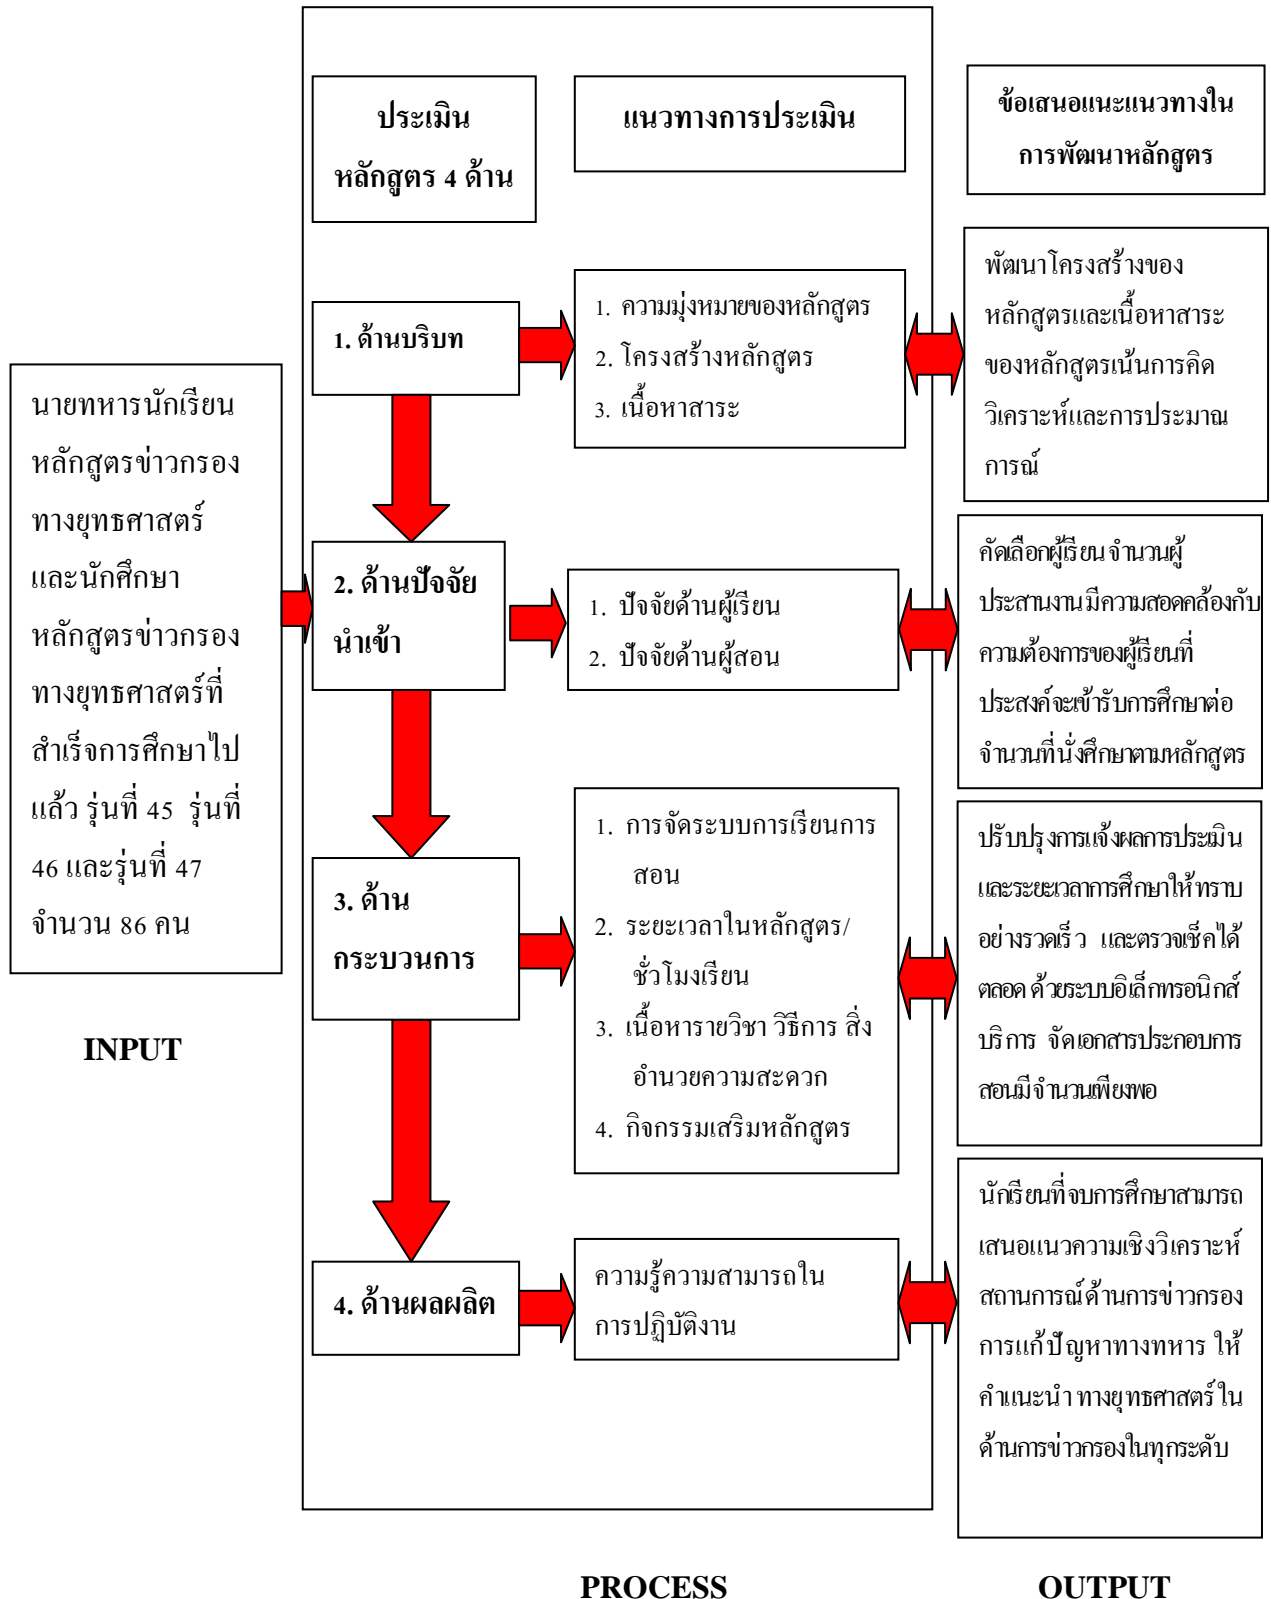 ประเมิน
หลักสูตร 4 ด้าน
แนวทางการประเมิน
ข้อเสนอแนะแนวทางใน
การพัฒนาหลักสูตร
นายทหารนักเรียน
หลักสูตรข่าวกรอง
ทางยุทธศาสตร์
และนักศึกษา
หลักสูตรข่าวกรอง
ทางยุทธศาสตร์ที่
สำเร็จการศึกษาไป
แล้ว รุ่นที่ 45 รุ่นที่
46 และรุ่นที่ 47
จำนวน 86 คน
INPUT
1. ด้านบริบท
1. ความมุ่งหมายของหลักสูตร
2. โครงสร้างหลักสูตร
3. เนื้อหาสาระ
พัฒนาโครงสร้างของ
หลักสูตรและเนื้อหาสาระ
ของหลักสูตรเน้นการคิด
วิเคราะห์และการประมาณ
การณ์
2. ด้านปัจจัย
นำเข้า
1. ปัจจัยด้านผู้เรียน
2. ปัจจัยด้านผู้สอน
คัดเลือกผู้เรียน จำนวนผู้
ประสานงาน มีความสอดคล้องกับ
ความต้องการของผู้เรียนที่
ประสงค์จะเข้ารับการศึกษาต่อ
จำนวนที่นั่งศึกษาตามหลักสูตร
3. ด้าน
กระบวนการ
1. การจัดระบบการเรียนการ
สอน
2. ระยะเวลาในหลักสูตร/
ชั่วโมงเรียน
3. เนื้อหารายวิชา วิธีการ สิ่ง
อำนวยความสะดวก
4. กิจกรรมเสริมหลักสูตร
ปรับปรุงการแจ้งผลการประเมิน
และระยะเวลาการศึกษาให้ทราบ
อย่างรวดเร็ว และตรวจเช็คได้
ตลอด ด้วยระบบอิเล็กทรอนิกส์
บริการ จัดเอกสารประกอบการ
สอนมีจำนวนเพียงพอ
4. ด้านผลผลิต
ความรู้ความสามารถใน
การปฏิบัติงาน
นักเรียนที่จบการศึกษาสามารถ
เสนอแนวความเชิงวิเคราะห์
สถานการณ์ด้านการข่าวกรอง
การแก้ปัญหาทางทหาร ให้
คำแนะนำ ทางยุทธศาสตร์ ใน
ด้านการข่าวกรองในทุกระดับ
PROCESS
OUTPUT